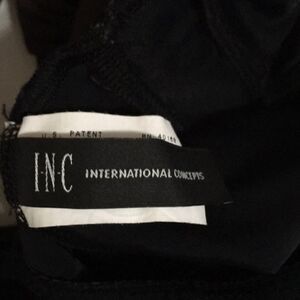 U.S. PATENT
I·N·C INTERNATIONAL CONCEPTS